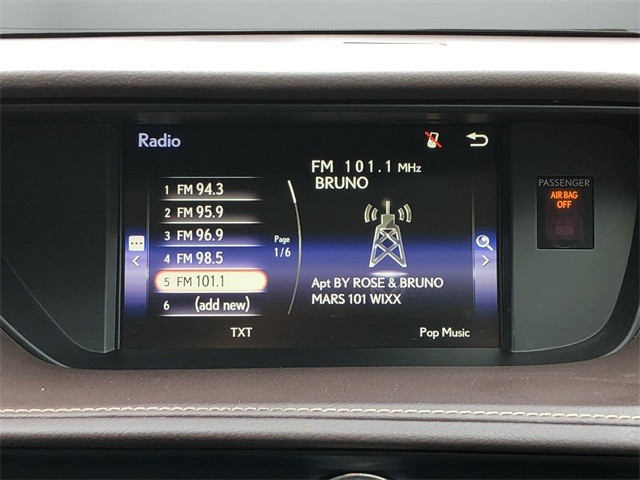 Radio
FM 101.1 MHz
BRUNO
1 FM 94.3
2 FM 95.9
3 FM 96.9
4 FM 98.5
5 FM 101.1
6 (add new)
Page
1/6
Apt BY ROSE & BRUNO
MARS 101 WIXX
TXT
Pop Music
PASSENGER
AIR BAG
OFF